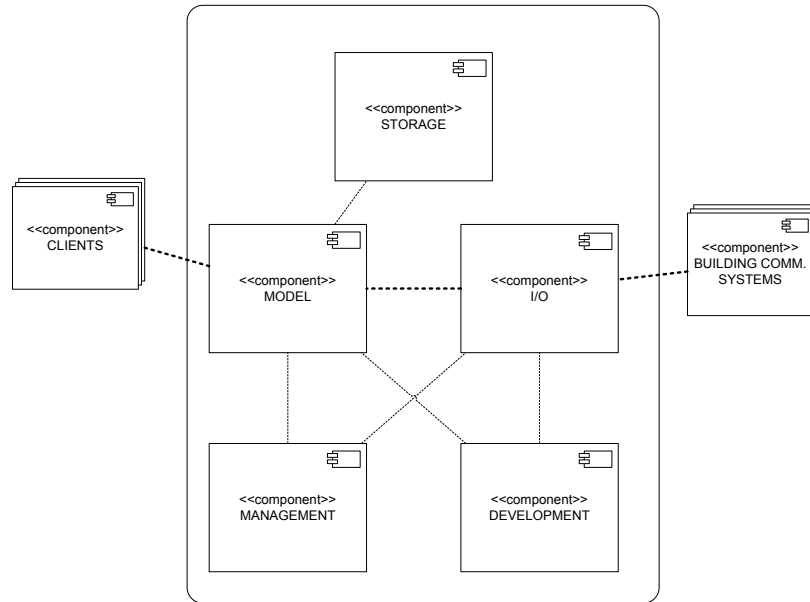 <<component>>
STORAGE
<<component>>
CLIENTS
<<component>>
MODEL
<<component>>
I/O
<<component>>
BUILDING COMM.
SYSTEMS
<<component>>
MANAGEMENT
<<component>>
DEVELOPMENT